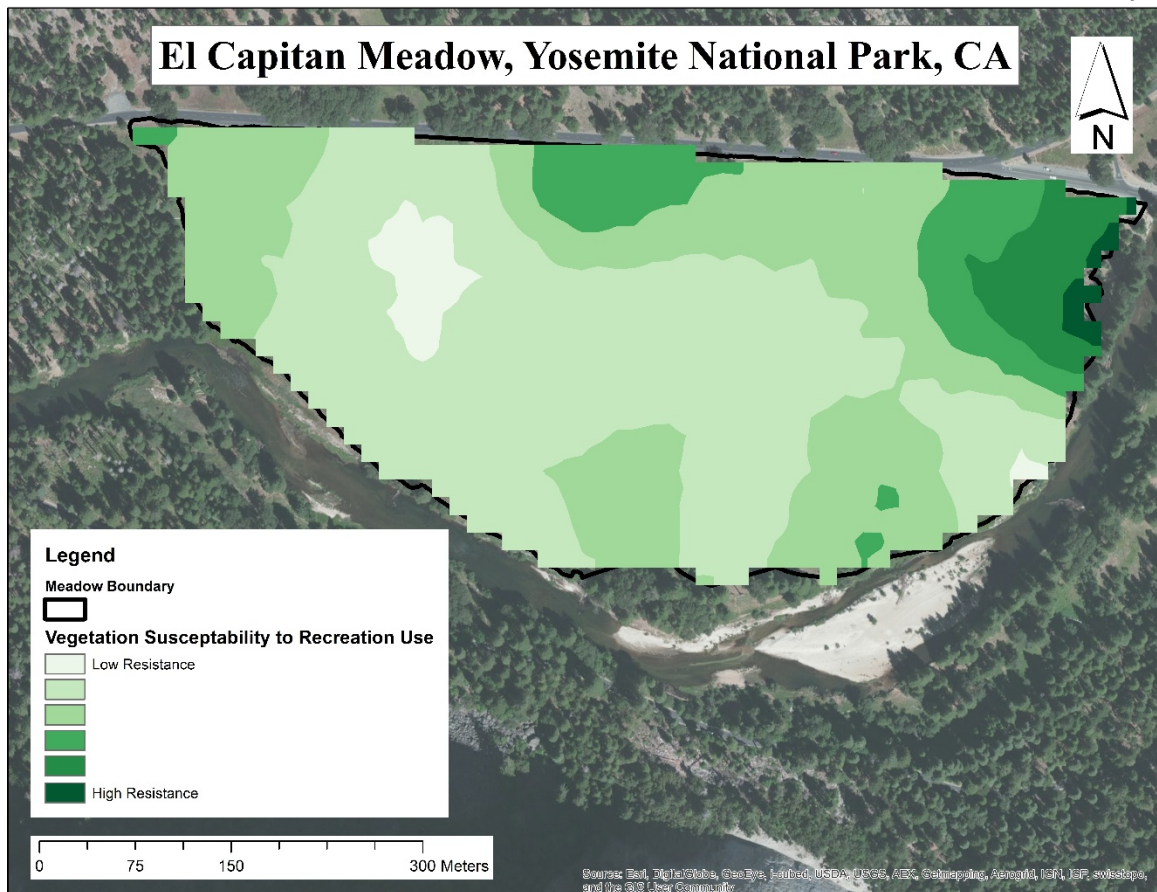 El Capitan Meadow, Yosemite National Park, CA
N
Legend
Meadow Boundary
Vegetation Susceptability to Recreation Use
Low Resistance
High Resistance
0 75 150 300 Meters
Source: Esri, DigitalGlobe, GeoEye, i-cubed, USDA, USGS, AEX, Getmapping, Aerogrid, IGN, IGP, swisstopo,
and the GIS User Community